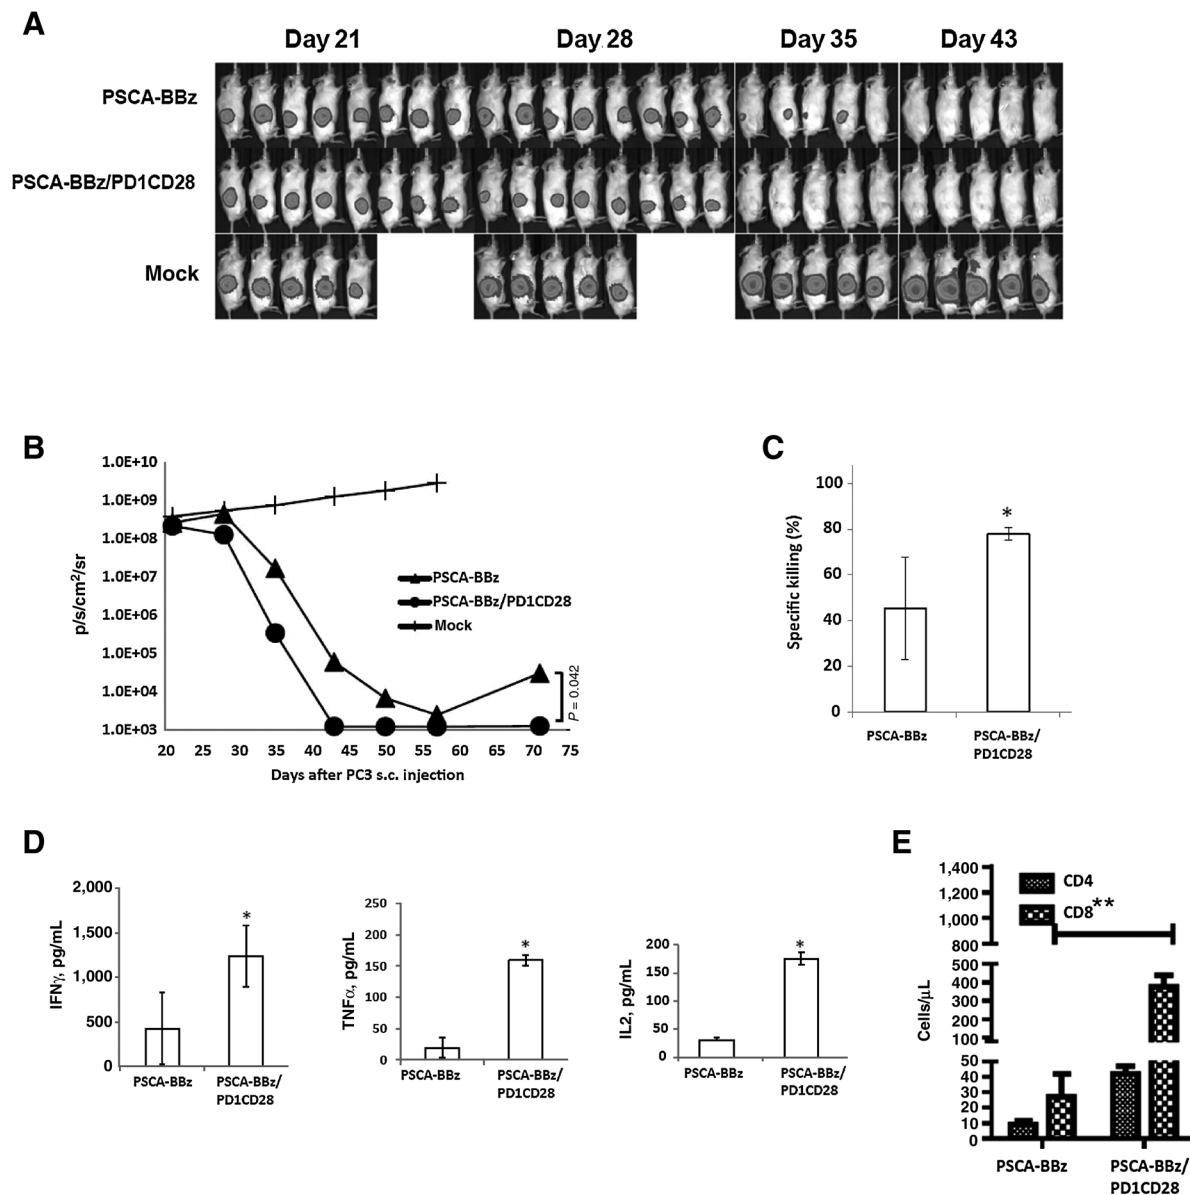 A
Day 21 Day 28 Day 35 Day 43
PSCA-BBz
PSCA-BBz/PD1CD28
Mock
B
p/s/cm²/sr
1.0E+10
1.0E+09
1.0E+08
1.0E+07
1.0E+06
1.0E+05
1.0E+04
1.0E+03
20 25 30 35 40 45 50 55 60 65 70 75
Days after PC3 s.c. injection
PSCA-BBz
PSCA-BBz/PD1CD28
Mock
P = 0.042
C
Specific killing (%)
100
80
60
40
20
0
*
PSCA-BBz PSCA-BBz/
PD1CD28
D
IFNγ, pg/mL
2,000
1,500
1,000
500
0
*
PSCA-BBz PSCA-BBz/
PD1CD28
TNFα, pg/mL
250
200
150
100
50
0
*
PSCA-BBz PSCA-BBz/
PD1CD28
IL2, pg/mL
200
150
100
50
0
*
PSCA-BBz PSCA-BBz/
PD1CD28
E
Cells/μL
1,400
1,200
1,000
800
500
400
300
200
100
50
40
30
20
10
0
CD4
CD8
**
PSCA-BBz PSCA-BBz/
PD1CD28